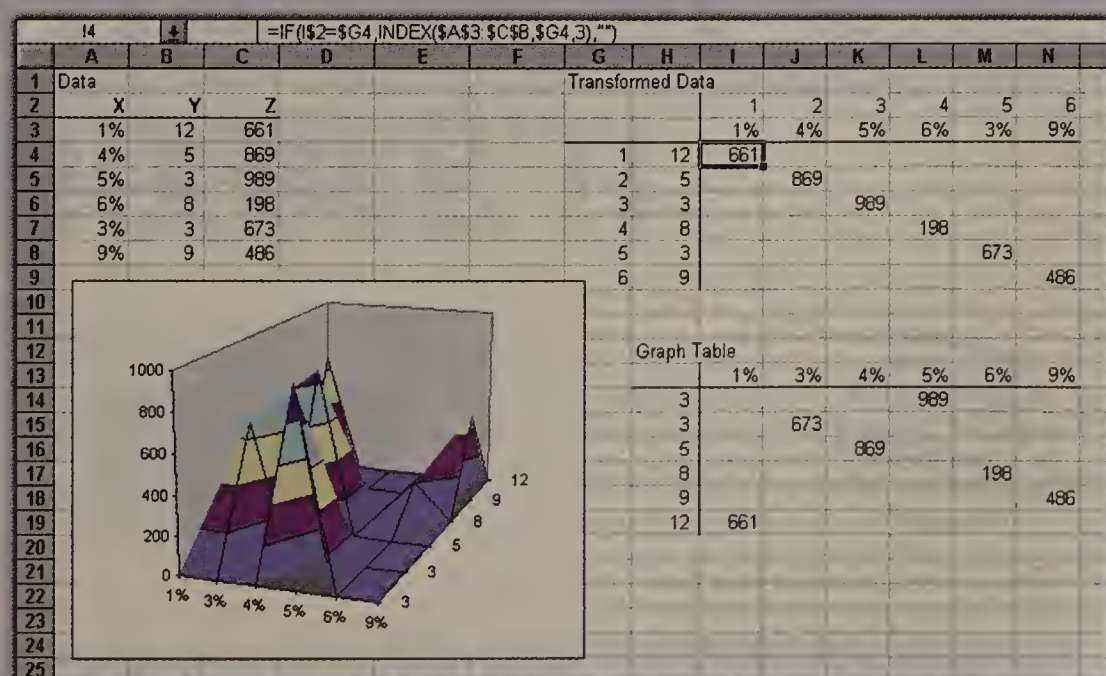 I4 =IF(I$2=$G4,INDEX($A$3:$C$8,$G4,3),"")
A B C D E F G H I J K L M N
1 Data Transformed Data
2 X Y Z 1 2 3 4 5 6
3 1% 12 661 1% 4% 5% 6% 3% 9%
4 4% 5 869 1 12 661
5 5% 3 989 2 5 869
6 6% 8 198 3 3 989
7 3% 3 673 4 8 198
8 9% 9 486 5 3 673
9 6 9 486
10
11
12 Graph Table
13 1% 3% 4% 5% 6% 9%
14 3 989
15 3 673
16 5 869
17 8 198
18 9 486
19 12 661
20
21
22
23
24
25
1000
800
600
400
200
0
1% 3% 4% 5% 6% 9%
3
3
5
8
9
12